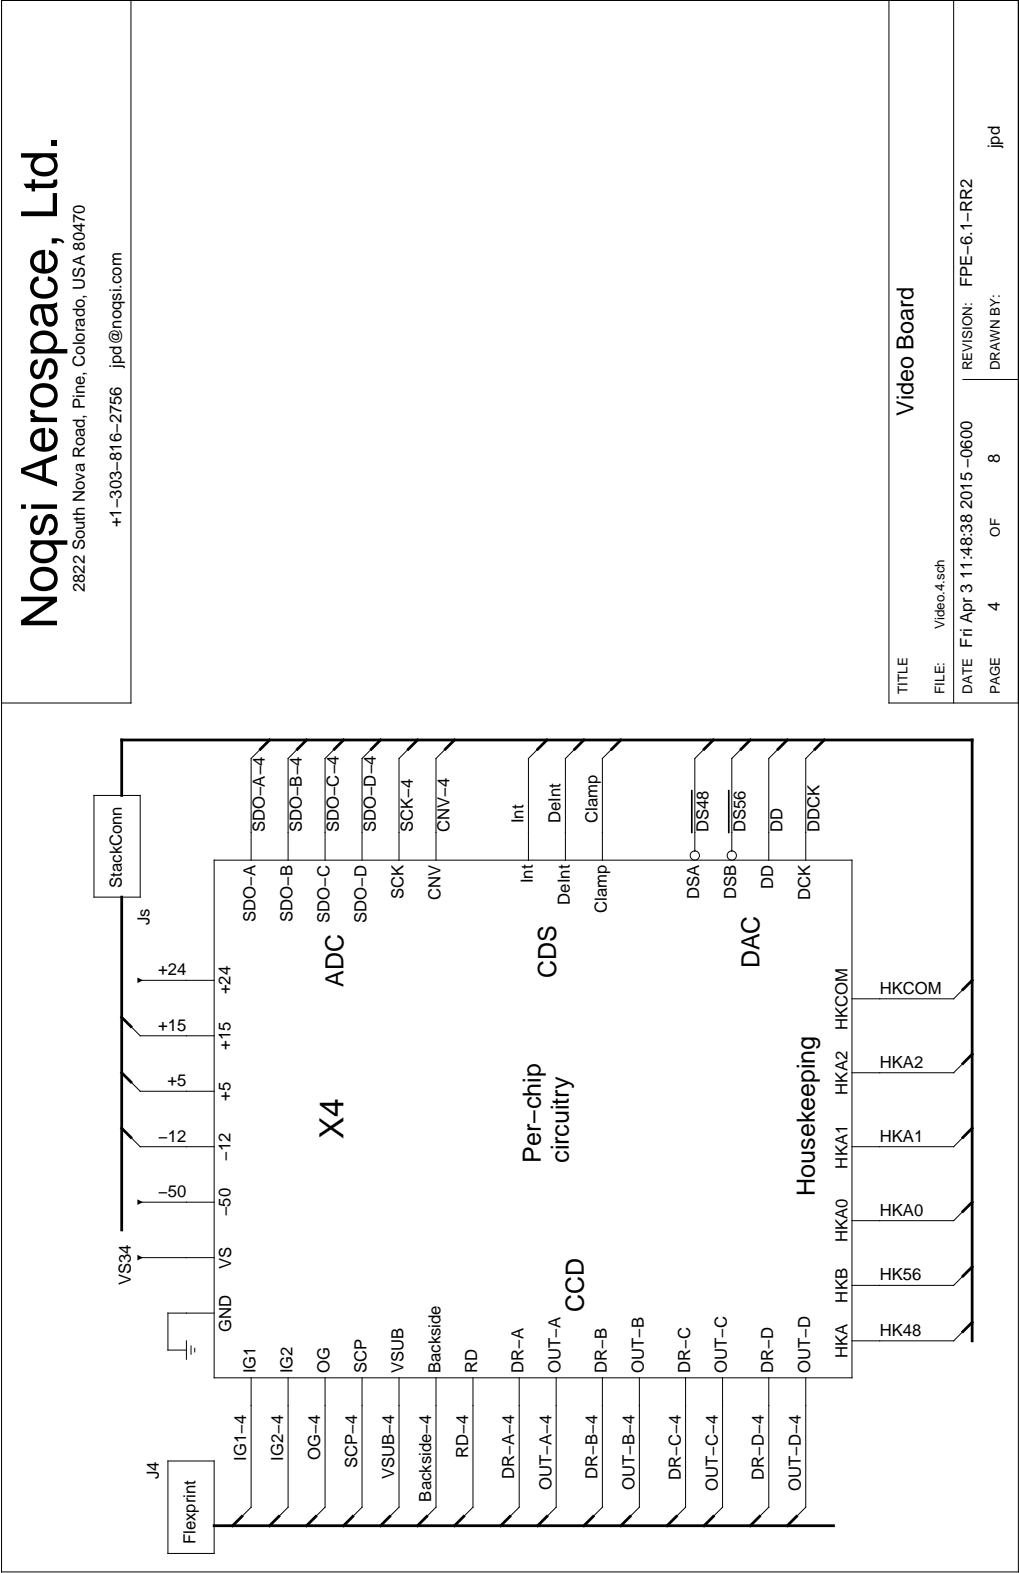 Noqsi Aerospace, Ltd.
2822 South Nova Road, Pine, Colorado, USA 80470
+1−303−816−2756 jpd@noqsi.com
J4
Flexprint
StackConn
Js
VS34
−50
−12
+5
+15
+24
GND
VS
−50
−12
+5
+15
+24
IG1−4
IG2−4
OG−4
SCP−4
VSUB−4
Backside−4
RD−4
DR−A−4
OUT−A−4
DR−B−4
OUT−B−4
DR−C−4
OUT−C−4
DR−D−4
OUT−D−4
IG1
IG2
OG
SCP
VSUB
Backside
RD
DR−A
OUT−A
DR−B
OUT−B
DR−C
OUT−C
DR−D
OUT−D
CCD
X4
Per−chip
circuitry
ADC
CDS
DAC
Housekeeping
SDO−A
SDO−B
SDO−C
SDO−D
SCK
CNV
Int
DeInt
Clamp
DSA
DSB
DD
DCK
SDO−A−4
SDO−B−4
SDO−C−4
SDO−D−4
SCK−4
CNV−4
Int
DeInt
Clamp
DS48
DS56
DD
DDCK
HKA
HKB
HKA0
HKA1
HKA2
HKCOM
HK48
HK56
HKA0
HKA1
HKA2
HKCOM
TITLE
Video Board
FILE: Video.4.sch
DATE Fri Apr 3 11:48:38 2015 −0600
REVISION: FPE−6.1−RR2
PAGE 4 OF 8
DRAWN BY: jpd